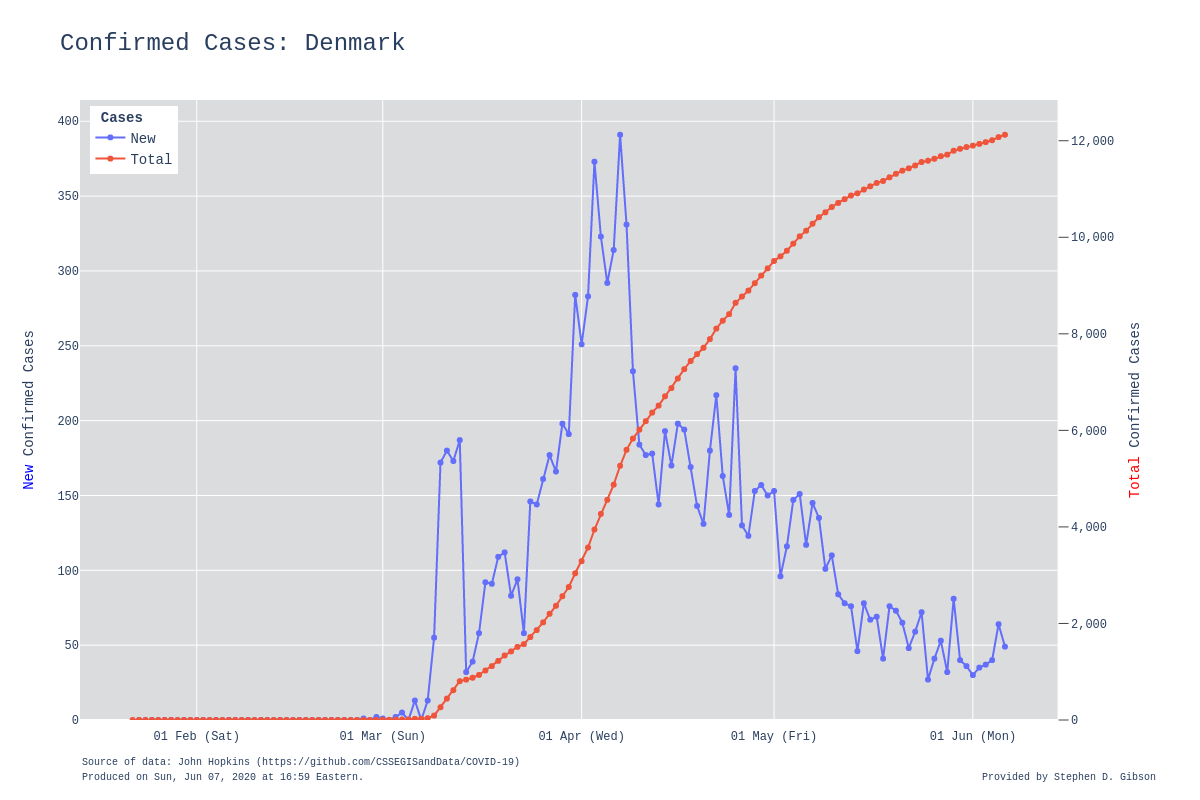 Confirmed Cases: Denmark
Cases
New
Total
400
350
300
250
200
150
100
50
0
12,000
10,000
8,000
6,000
4,000
2,000
0
New Confirmed Cases
Total Confirmed Cases
01 Feb (Sat) 01 Mar (Sun) 01 Apr (Wed) 01 May (Fri) 01 Jun (Mon)
Source of data: John Hopkins (https://github.com/CSSEGISandData/COVID-19)
Produced on Sun, Jun 07, 2020 at 16:59 Eastern.
Provided by Stephen D. Gibson